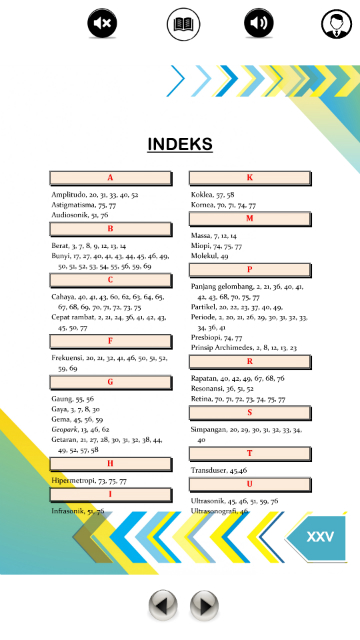 INDEKS
A
Amplitudo, 20, 31, 33, 40, 52
Astigmatisma, 75, 77
Audiosonik, 51, 76
B
Berat, 3, 7, 8, 9, 12, 13, 14
Bunyi, 17, 27, 40, 41, 43, 44, 45, 46, 49,
50, 51, 52, 53, 54, 55, 56, 59, 69
C
Cahaya, 40, 41, 43, 60, 62, 63, 64, 65,
67, 68, 69, 70, 71, 72, 73, 75
Cepat rambat, 2, 21, 24, 36, 41, 42, 43,
45, 50, 77
F
Frekuensi, 20, 21, 32, 41, 46, 50, 51, 52,
59, 69
G
Gaung, 55, 56
Gaya, 3, 7, 8, 30
Gema, 45, 56, 59
Geopark, 13, 46, 62
Getaran, 21, 27, 28, 30, 31, 32, 38, 44,
49, 52, 57, 58
H
Hipermetropi, 73, 75, 77
I
Infrasonik, 51, 76
K
Koklea, 57, 58
Kornea, 70, 71, 74, 77
M
Massa, 7, 12, 14
Miopi, 74, 75, 77
Molekul, 49
P
Panjang gelombang, 2, 21, 36, 40, 41,
42, 43, 68, 70, 75, 77
Partikel, 20, 22, 23, 37, 40, 49,
Periode, 2, 20, 21, 26, 29, 30, 31, 32, 33,
34, 36, 41
Presbiopi, 74, 77
Prinsip Archimedes, 2, 8, 12, 13, 23
R
Rapatan, 40, 42, 49, 67, 68, 76
Resonansi, 36, 51, 52
Retina, 70, 71, 72, 73, 74, 75, 77
S
Simpangan, 20, 29, 30, 31, 32, 33, 34,
40
T
Transduser, 45,46
U
Ultrasonik, 45, 46, 51, 59, 76
Ultrasonografi, 46
XXV